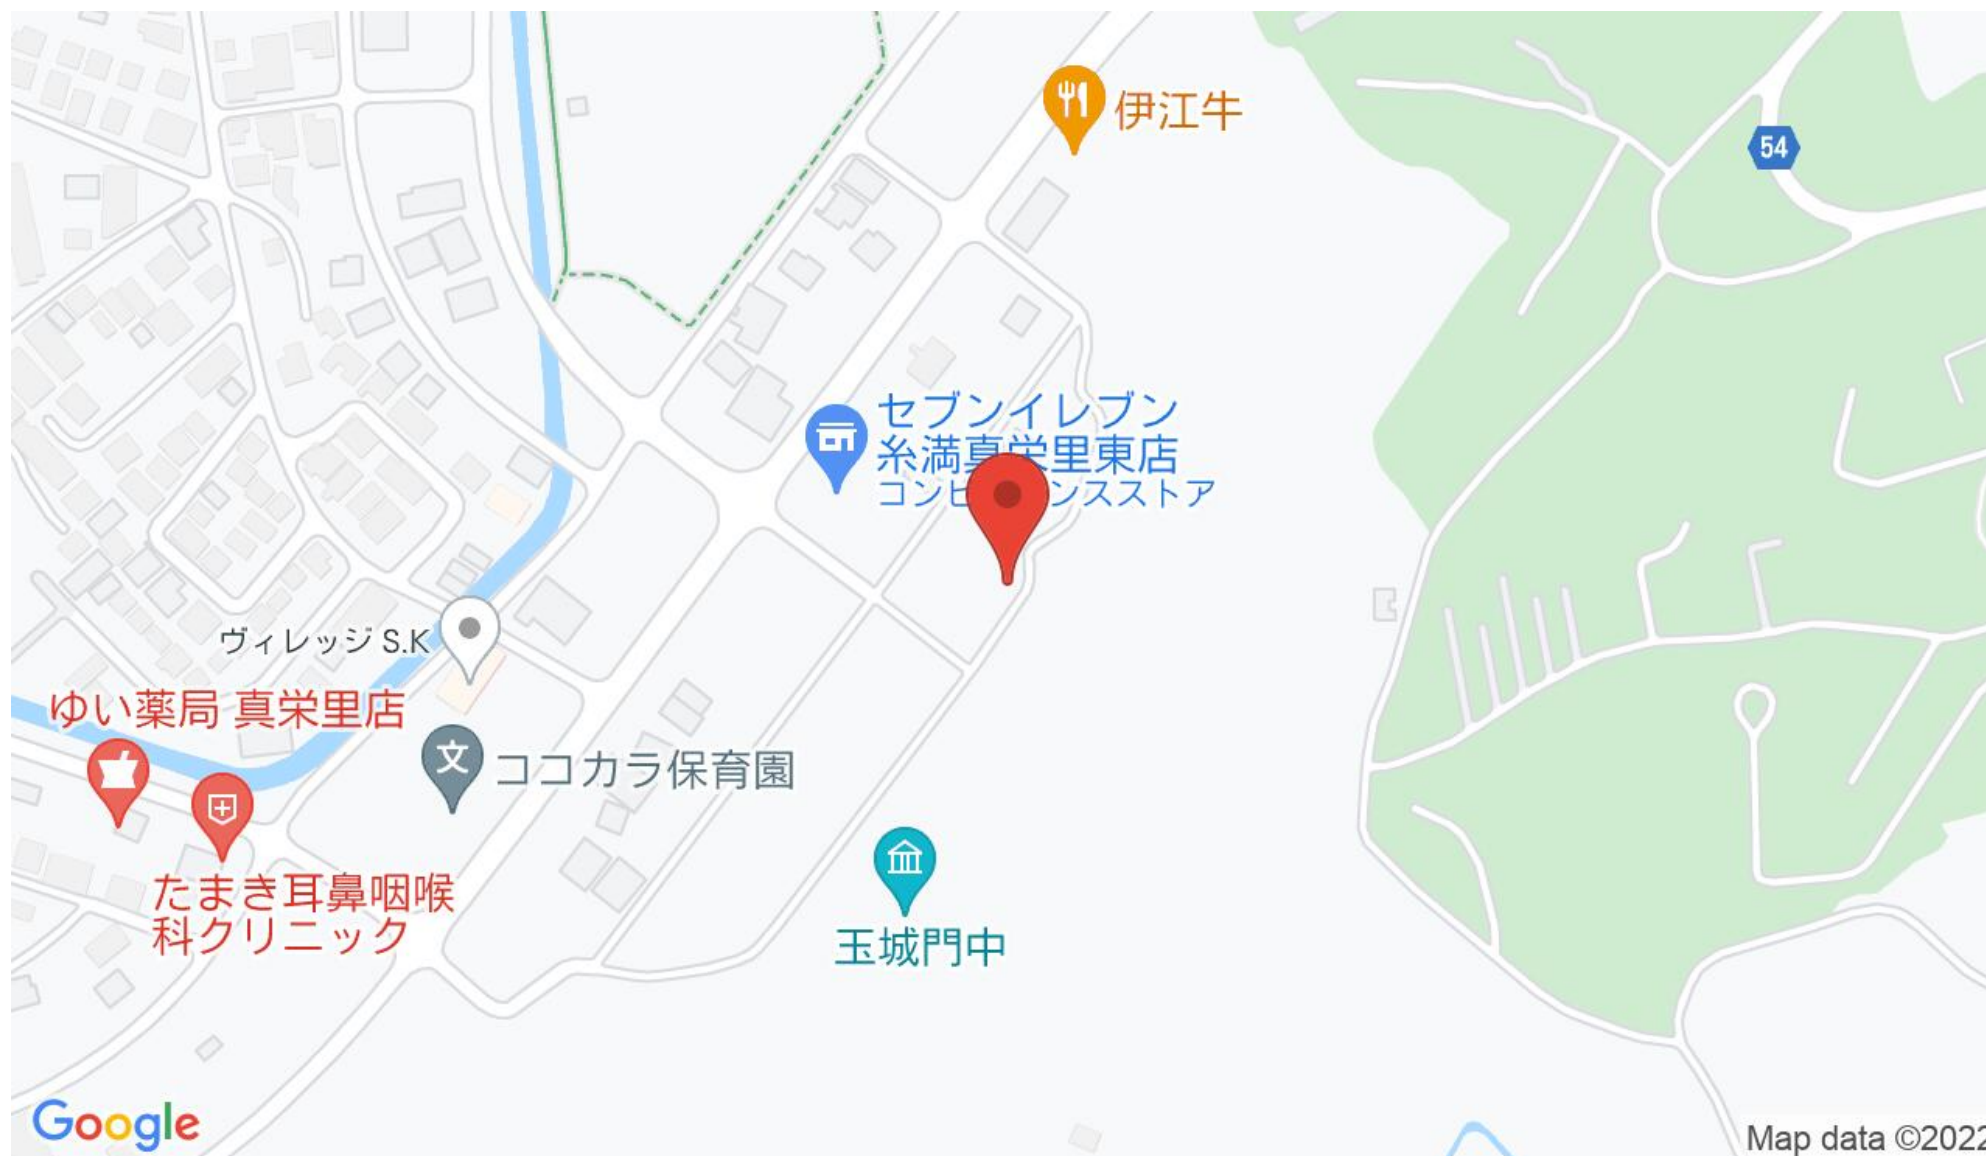 伊江牛
54
セブンイレブン
糸満真栄里東店
コンビ
ンスストア
ヴィレッジ S.K
ゆい薬局 真栄里店
文
ココカラ保育園
たまき耳鼻咽喉
科クリニック
玉城門中
Google
Map data ©2022